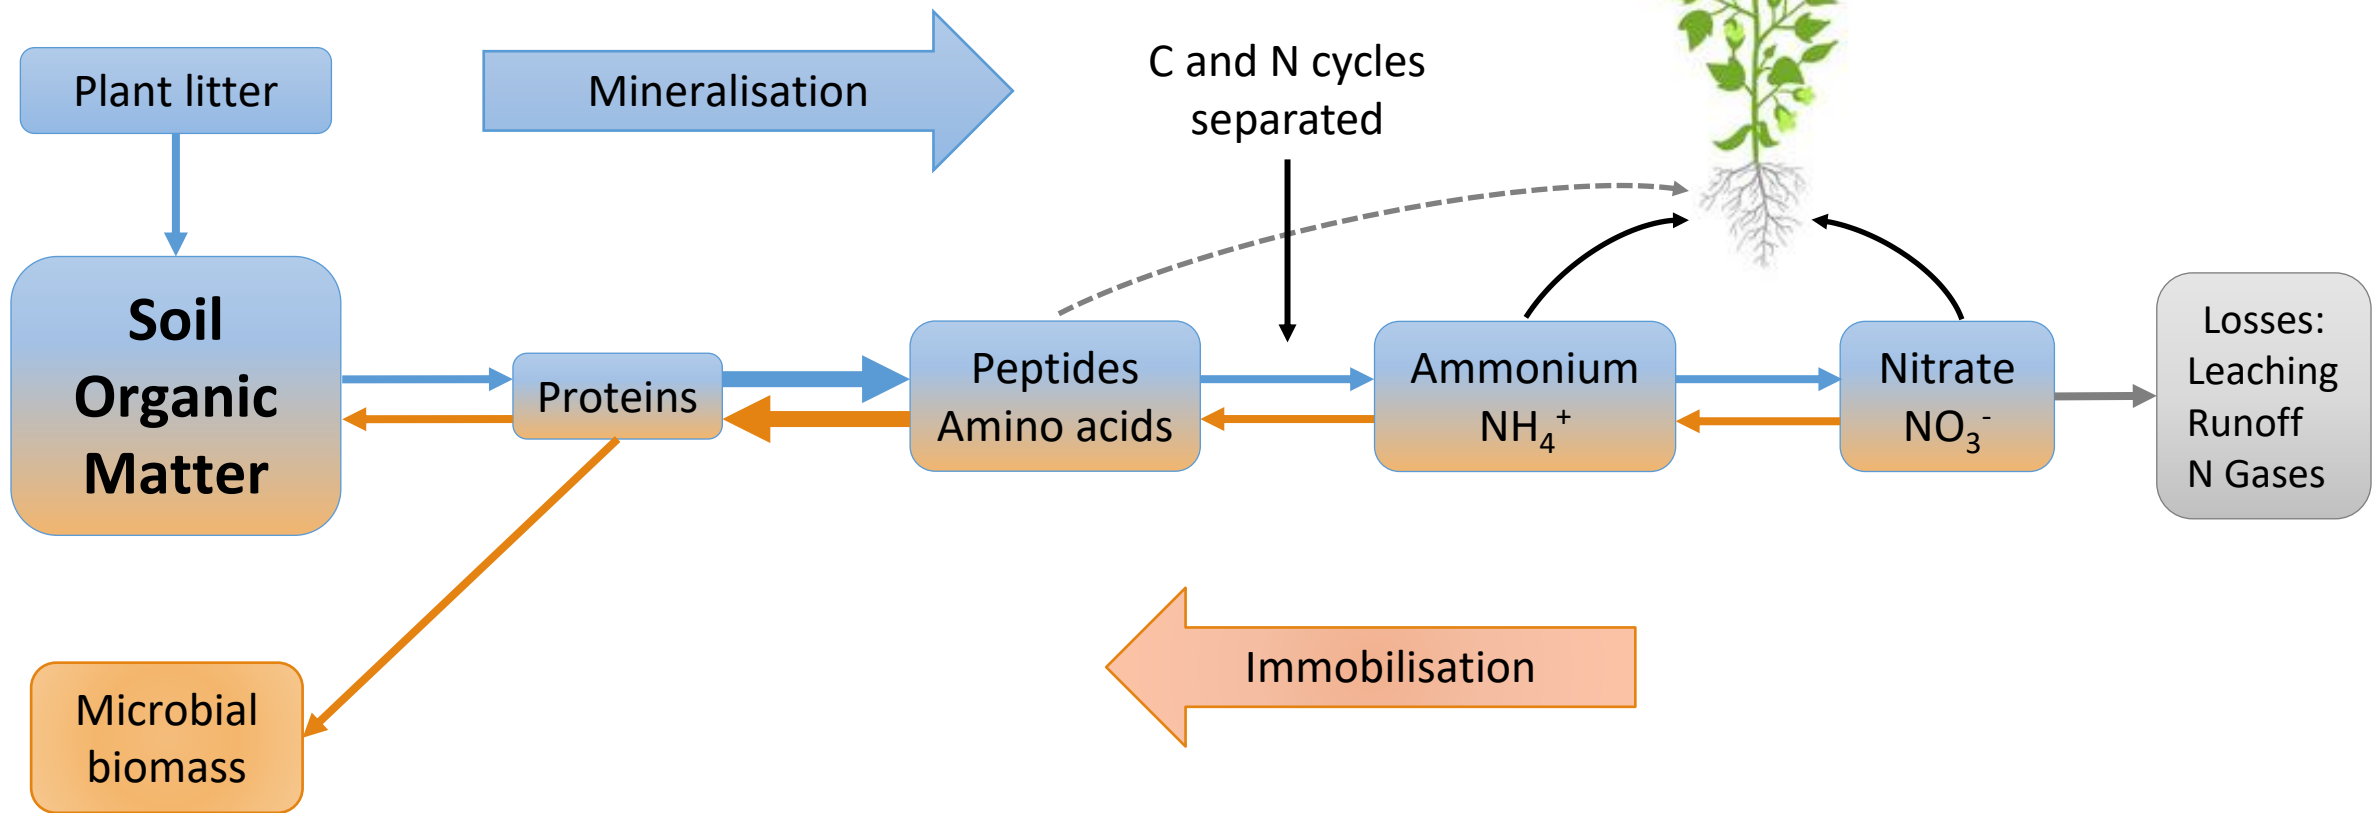 Plant litter
Mineralisation
C and N cycles
separated
Soil
Organic
Matter
Proteins
Peptides
Amino acids
Ammonium
NH₄⁺
Nitrate
NO₃⁻
Losses:
Leaching
Runoff
N Gases
Immobilisation
Microbial
biomass